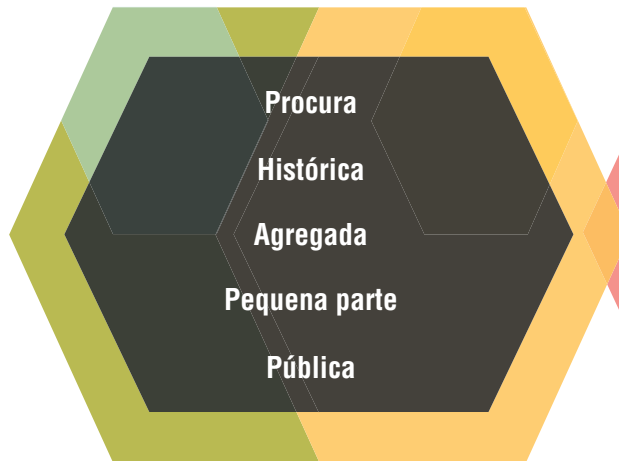 Procura
Histórica
Agregada
Pequena parte
Pública